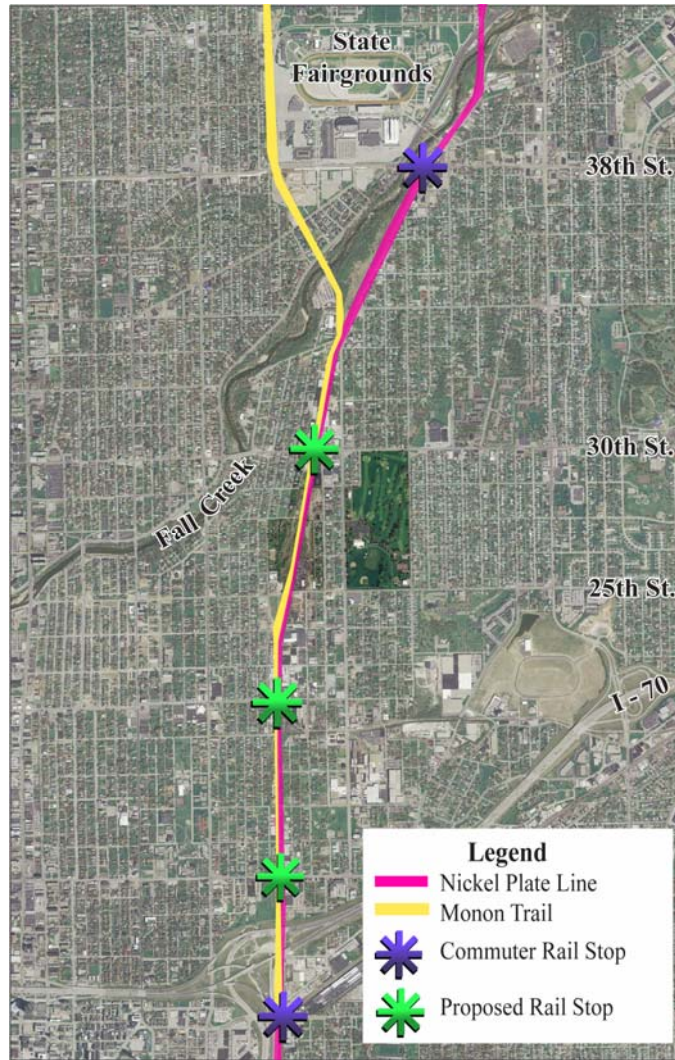 State
Fairgrounds
38th St.
30th St.
Fall Creek
25th St.
I - 70
Legend
Nickel Plate Line
Monon Trail
Commuter Rail Stop
Proposed Rail Stop